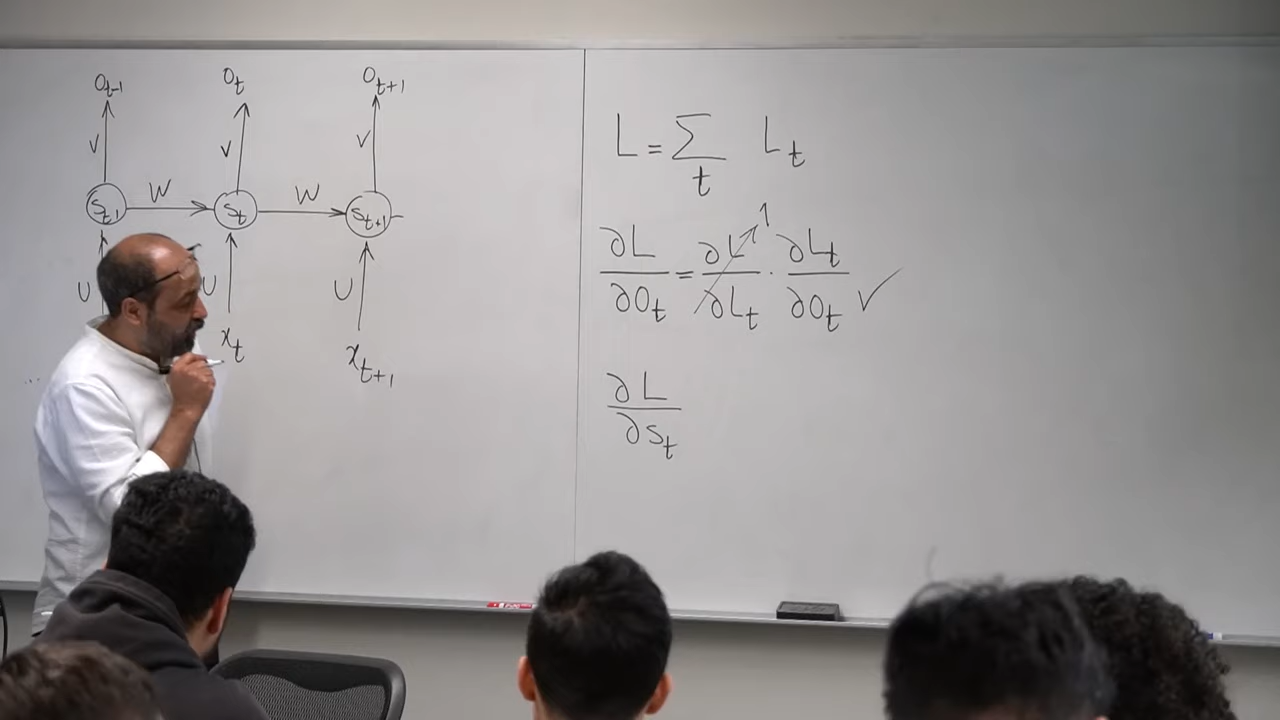 O_{t-1} O_t O_{t+1}
V V V
S_{t-1} W S_t W S_{t+1}
U U U
x_t x_{t+1}
...
L = ∑_t L_t
∂L/∂O_t = ∂L/∂L_t 1 · ∂L_t/∂O_t ✓
∂L/∂S_t